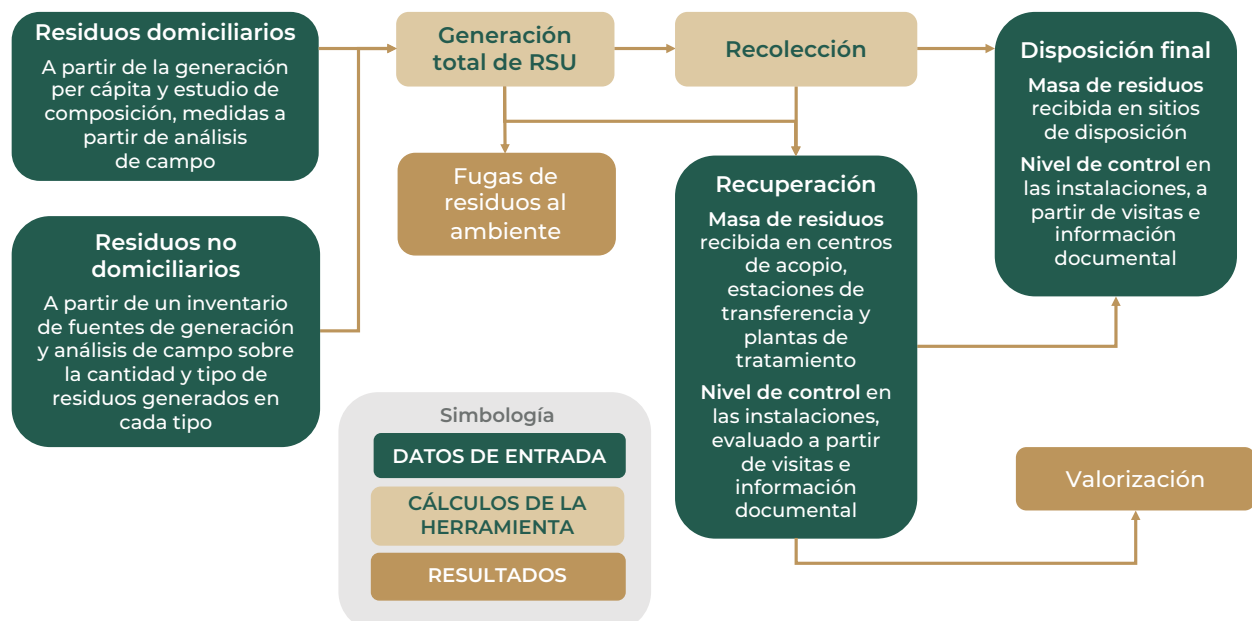 Residuos domiciliarios
A partir de la generación
per cápita y estudio de
composición, medidas a
partir de análisis
de campo
Residuos no
domiciliarios
A partir de un inventario
de fuentes de generación
y análisis de campo sobre
la cantidad y tipo de
residuos generados en
cada tipo
Generación
total de RSU
Recolección
Fugas de
residuos al
ambiente
Recuperación
Masa de residuos
recibida en centros
de acopio,
estaciones de
transferencia y
plantas de
tratamiento
Nivel de control en
las instalaciones,
evaluado a partir
de visitas e
información
documental
Disposición final
Masa de residuos
recibida en sitios
de disposición
Nivel de control en
las instalaciones, a
partir de visitas e
información
documental
Valorización
Simbología
DATOS DE ENTRADA
CÁLCULOS DE LA
HERRAMIENTA
RESULTADOS